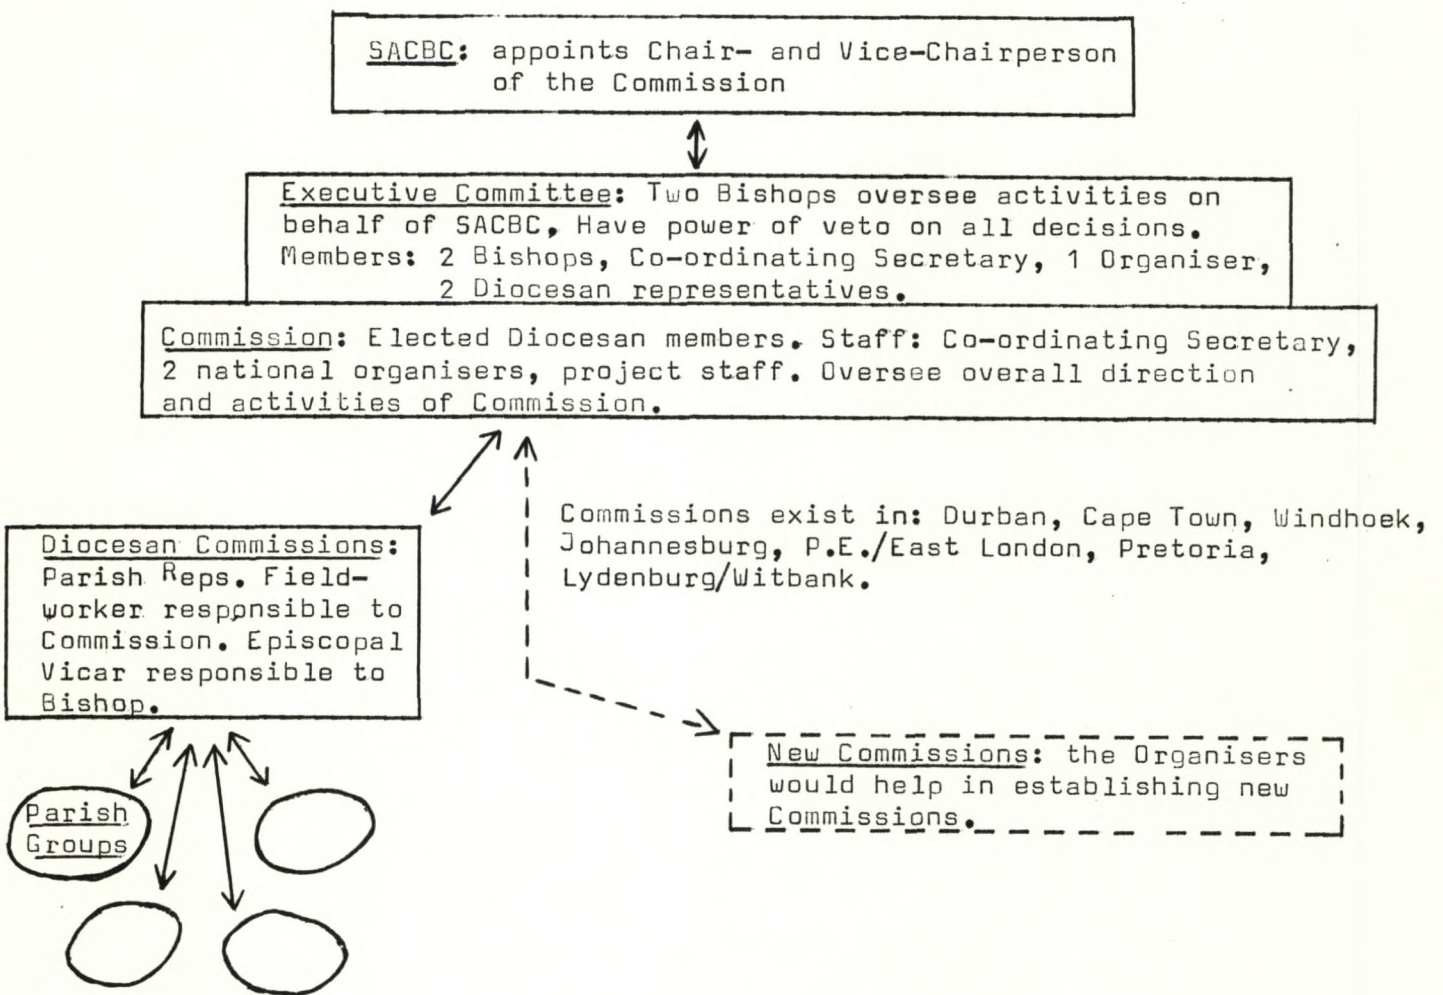 SACBC: appoints Chair- and Vice-Chairperson
of the Commission
Executive Committee: Two Bishops oversee activities on
behalf of SACBC, Have power of veto on all decisions.
Members: 2 Bishops, Co-ordinating Secretary, 1 Organiser,
2 Diocesan representatives.
Commission: Elected Diocesan members. Staff: Co-ordinating Secretary,
2 national organisers, project staff. Oversee overall direction
and activities of Commission.
Commissions exist in: Durban, Cape Town, Windhoek,
Johannesburg, P.E./East London, Pretoria,
Lydenburg/Witbank.
Diocesan Commissions:
Parish Reps. Field-
worker responsible to
Commission. Episcopal
Vicar responsible to
Bishop.
New Commissions: the Organisers
would help in establishing new
Commissions.
Parish
Groups